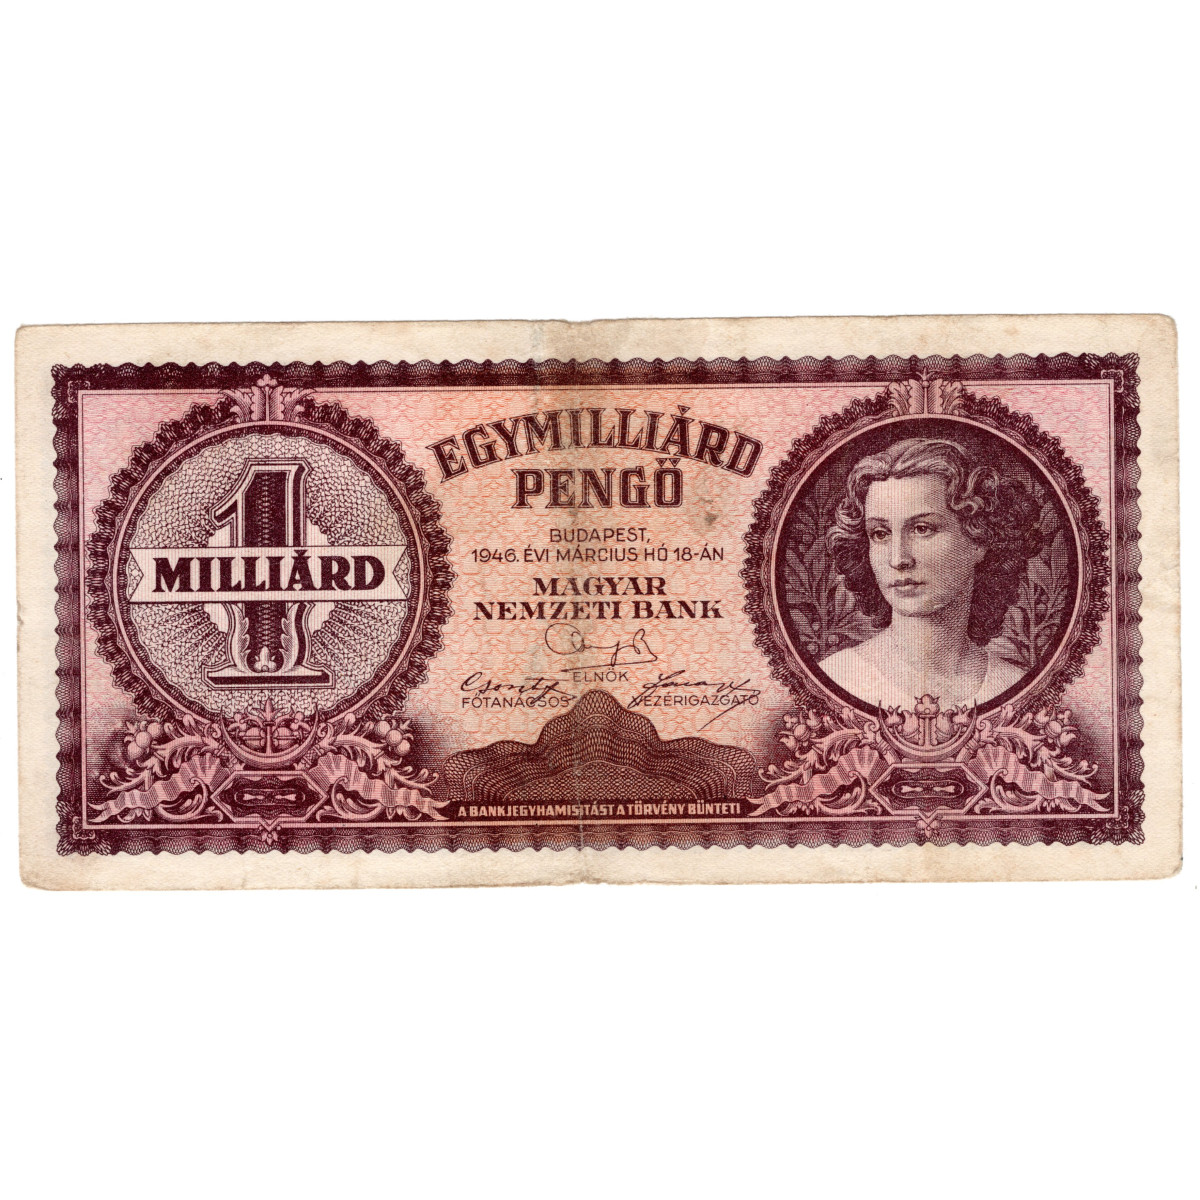 1
MILLIÁRD
EGYMILLIÁRD
PENGŐ
BUDAPEST,
1946. ÉVI MÁRCIUS HÓ 18-ÁN
MAGYAR
NEMZETI BANK
ELNÖK
FŐTANÁCSOS VEZÉRIGAZGATÓ
A BANKJEGYHAMISÍTÁST A TÖRVÉNY BÜNTETI